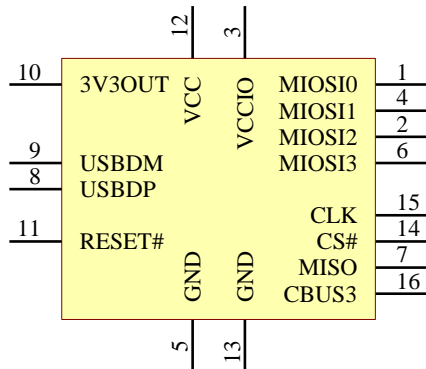 12 3
10 3V3OUT VCC VCCIO MIOSI0 1
MIOSI1 4
MIOSI2 2
9 USBDM MIOSI3 6
8 USBDP
CLK 15
11 RESET# CS# 14
GND GND MISO 7
CBUS3 16
5 13